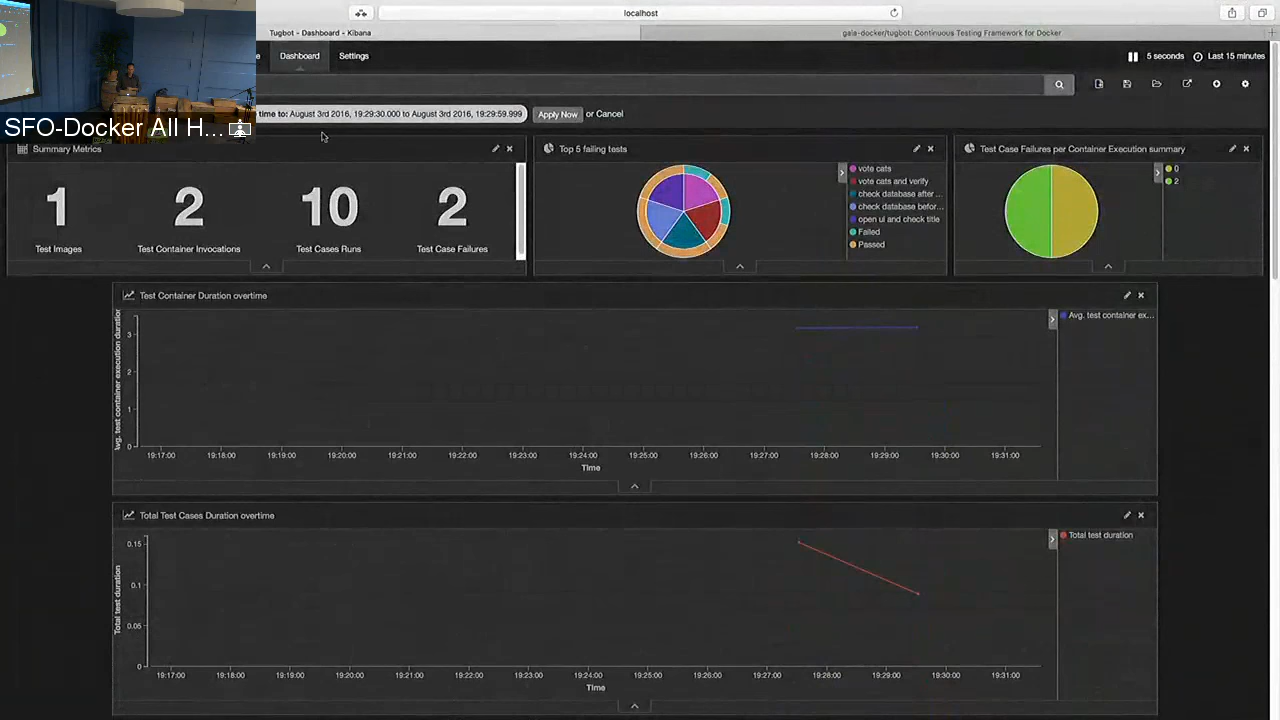 localhost
Tugbot - Dashboard - Kibana
gaia-docker/tugbot: Continuous Testing Framework for Docker
Dashboard
Settings
5 seconds
Last 15 minutes
time to: August 3rd 2016, 19:29:30.000 to August 3rd 2016, 19:29:59.999
Apply Now
or Cancel
SFO-Docker All H...
Summary Metrics
1
2
10
2
Test Images
Test Container Invocations
Test Cases Runs
Test Case Failures
Top 5 failing tests
vote cats
vote cats and verify
check database after ...
check database befor...
open ui and check title
Failed
Passed
Test Case Failures per Container Execution summary
0
2
Test Container Duration overtime
Avg. test container execution duration
3
2
1
0
19:17:00 19:18:00 19:19:00 19:20:00 19:21:00 19:22:00 19:23:00 19:24:00 19:25:00 19:26:00 19:27:00 19:28:00 19:29:00 19:30:00 19:31:00
Time
Avg. test container ex...
Total Test Cases Duration overtime
Total test duration
0.15
0.1
0.05
0
19:17:00 19:18:00 19:19:00 19:20:00 19:21:00 19:22:00 19:23:00 19:24:00 19:25:00 19:26:00 19:27:00 19:28:00 19:29:00 19:30:00 19:31:00
Time
Total test duration